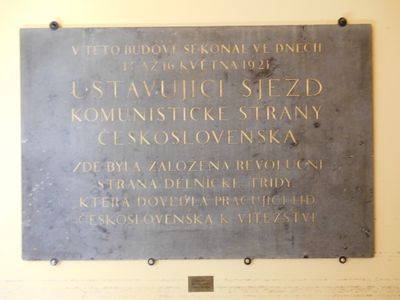 V TÉTO BUDOVĚ SE KONAL VE DNECH
14 AŽ 16 KVĚTNA 1921
USTAVUJÍCÍ SJEZD
KOMUNISTICKÉ STRANY
ČESKOSLOVENSKA
ZDE BYLA ZALOŽENA REVOLUČNÍ
STRANA DĚLNICKÉ TŘÍDY,
KTERÁ DOVEDLA PRACUJÍCÍ LID
ČESKOSLOVENSKA K VÍTĚZSTVÍ